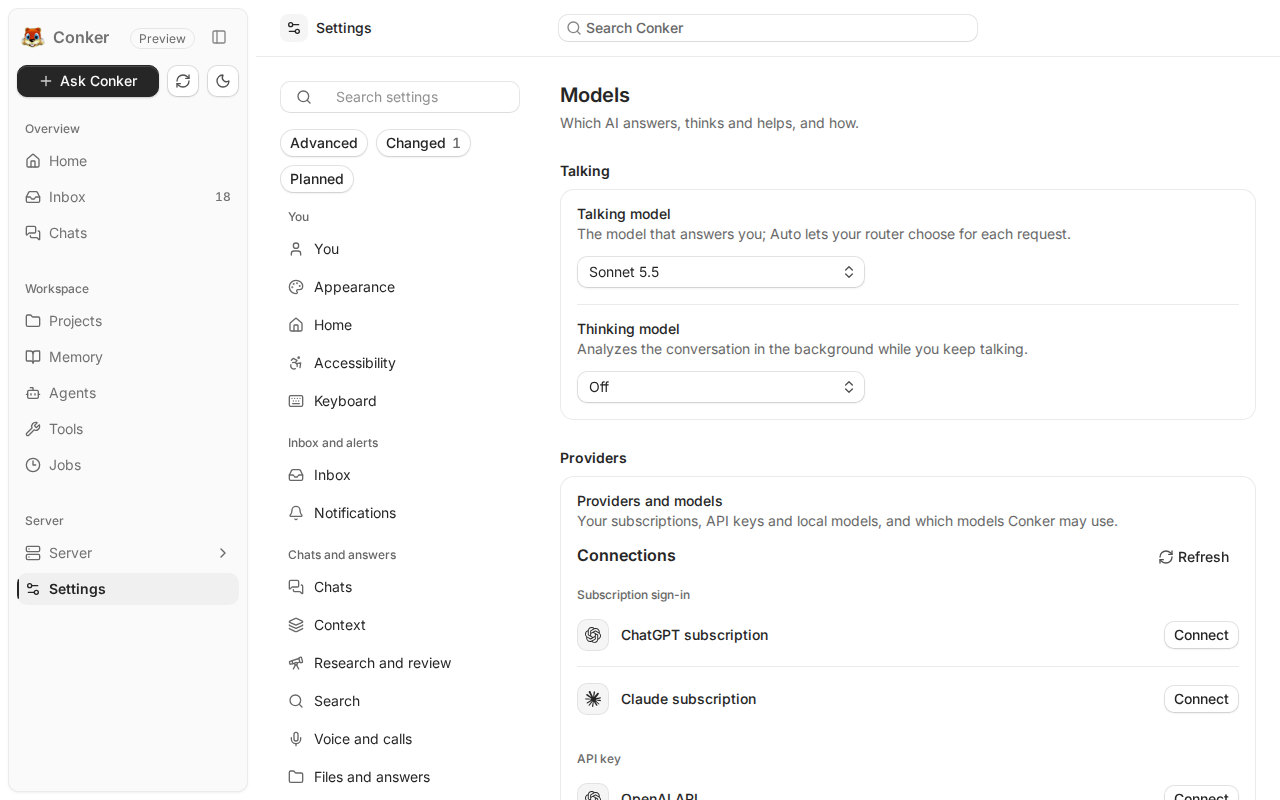 Conker
Preview
Ask Conker
Overview
Home
Inbox 18
Chats
Workspace
Projects
Memory
Agents
Tools
Jobs
Server
Server
Settings
Settings
Search Conker
Search settings
Advanced
Changed 1
Planned
You
You
Appearance
Home
Accessibility
Keyboard
Inbox and alerts
Inbox
Notifications
Chats and answers
Chats
Context
Research and review
Search
Voice and calls
Files and answers
Models
Which AI answers, thinks and helps, and how.
Talking
Talking model
The model that answers you; Auto lets your router choose for each request.
Sonnet 5.5
Thinking model
Analyzes the conversation in the background while you keep talking.
Off
Providers
Providers and models
Your subscriptions, API keys and local models, and which models Conker may use.
Connections
Refresh
Subscription sign-in
ChatGPT subscription
Connect
Claude subscription
Connect
API key
OpenAI API
Connect